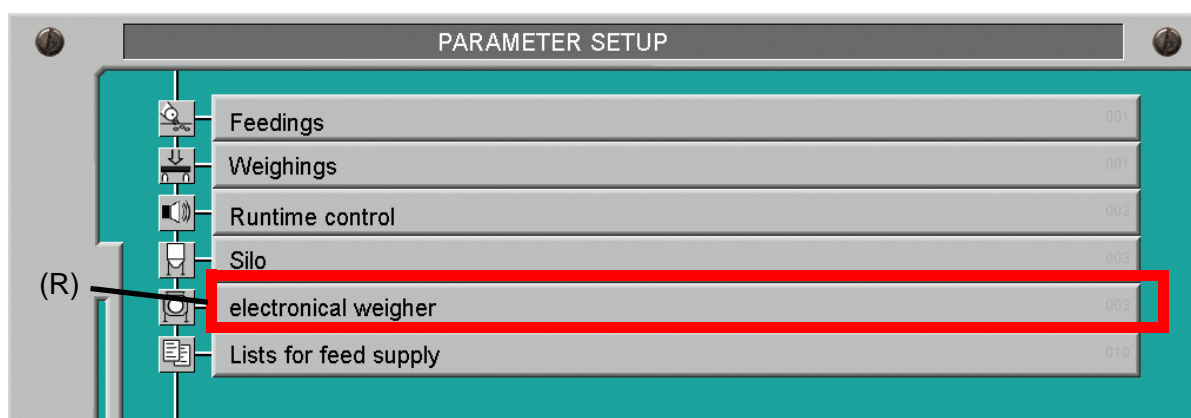 PARAMETER SETUP
Feedings 001
Weighings 001
Runtime control 003
Silo 003
(R)
electronical weigher 003
Lists for feed supply 010